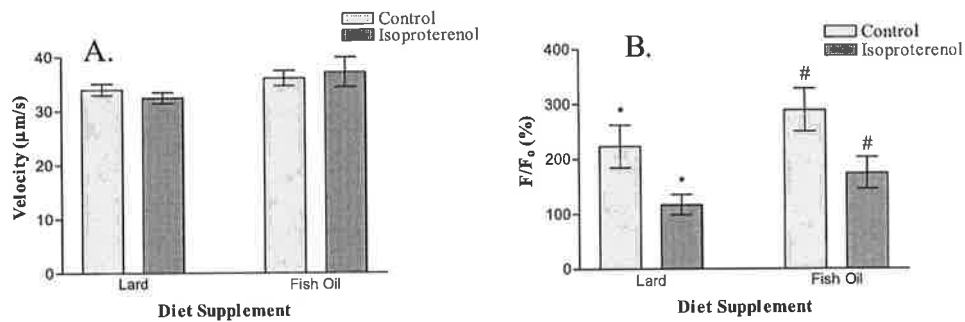 A.
Control
Isoproterenol
Velocity (µm/s)
40
30
20
10
0
Lard
Fish Oil
Diet Supplement
B.
Control
Isoproterenol
F/F₀ (%)
400
300
200
100
0
*
*
#
#
Lard
Fish Oil
Diet Supplement